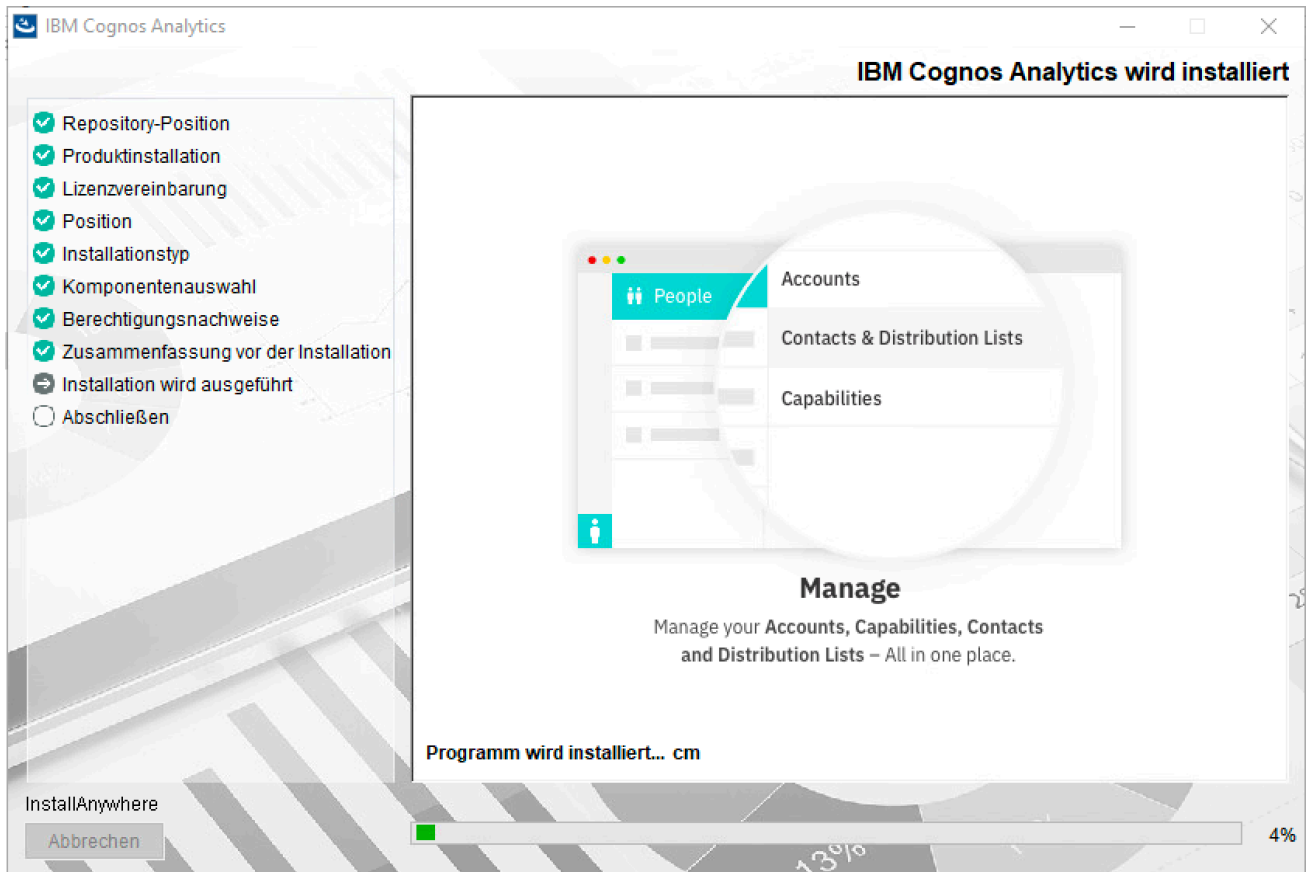 IBM Cognos Analytics
IBM Cognos Analytics wird installiert
Repository-Position
Produktinstallation
Lizenzvereinbarung
Position
Installationstyp
Komponentenauswahl
Berechtigungsnachweise
Zusammenfassung vor der Installation
Installation wird ausgeführt
Abschließen
People
Accounts
Contacts & Distribution Lists
Capabilities
Manage
Manage your Accounts, Capabilities, Contacts
and Distribution Lists – All in one place.
Programm wird installiert... cm
InstallAnywhere
Abbrechen
4%
13%